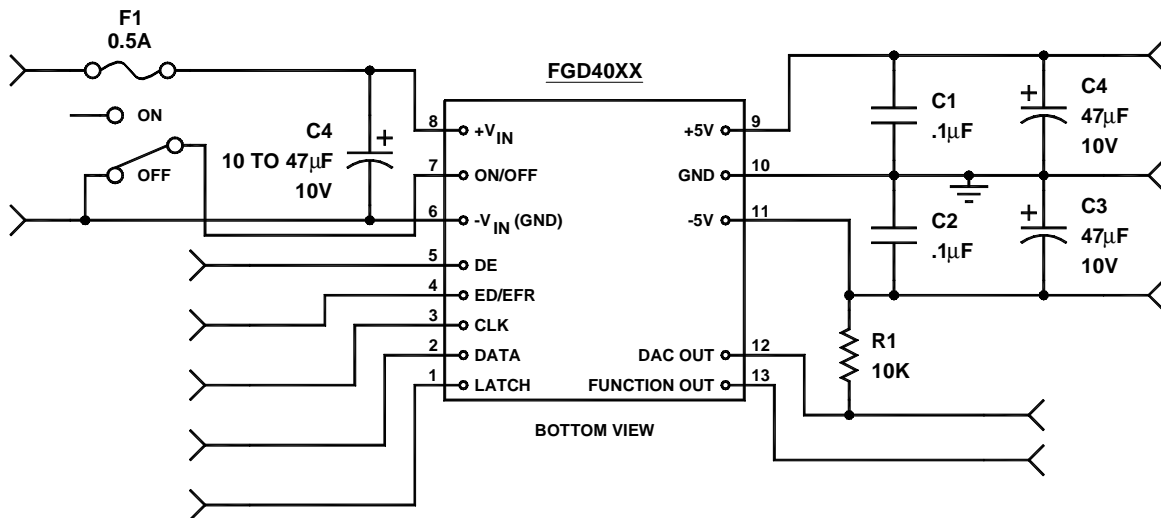 F1
0.5A
ON
OFF
C4
10 TO 47μF
10V
FGD40XX
8 +VIN
7 ON/OFF
6 -VIN (GND)
5 DE
4 ED/EFR
3 CLK
2 DATA
1 LATCH
+5V 9
GND 10
-5V 11
DAC OUT 12
FUNCTION OUT 13
BOTTOM VIEW
C1
.1μF
C4
47μF
10V
C2
.1μF
C3
47μF
10V
R1
10K